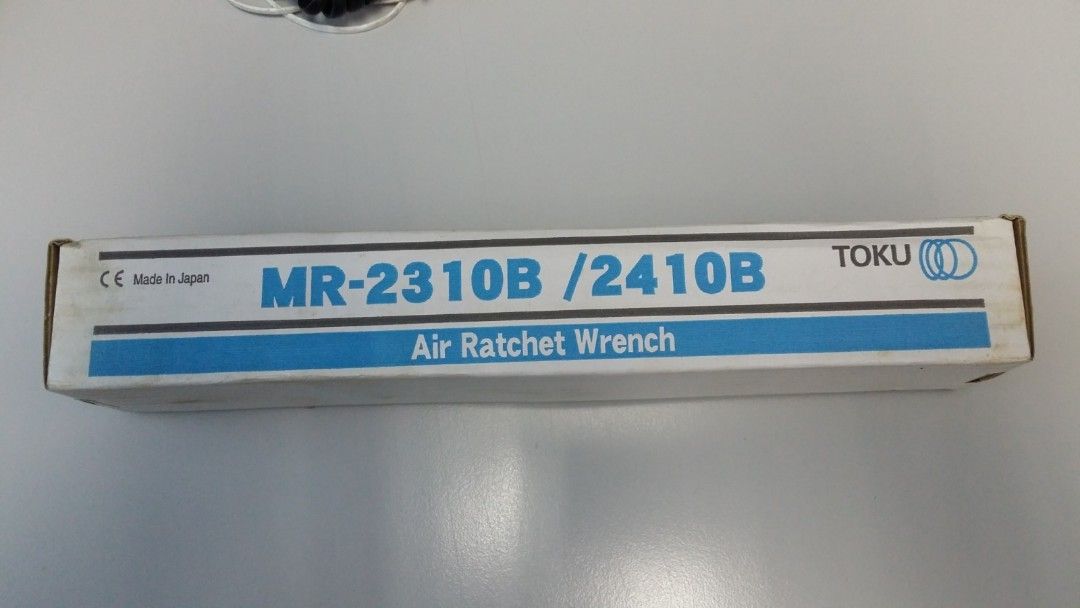 CE Made In Japan
MR-2310B /2410B
TOKU
Air Ratchet Wrench